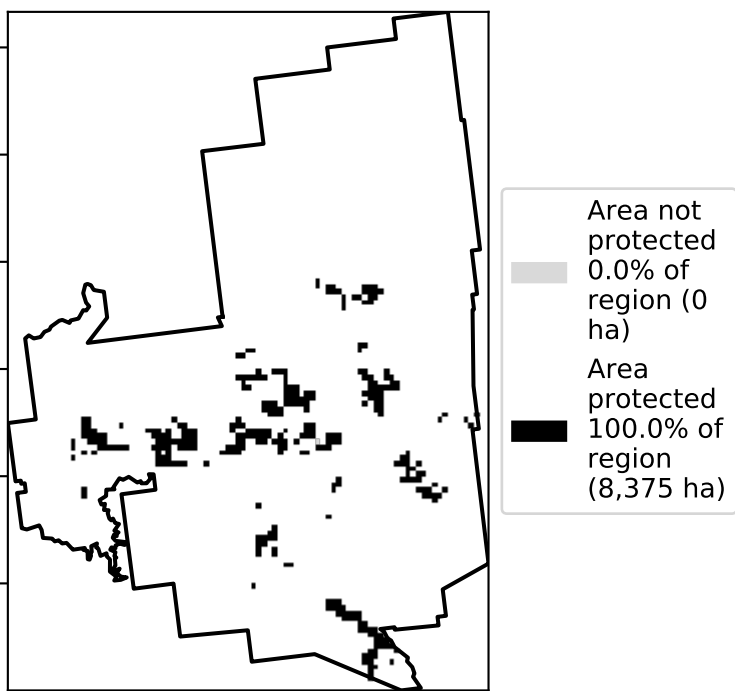 Area not
protected
0.0% of
region (0
ha)
Area
protected
100.0% of
region
(8,375 ha)